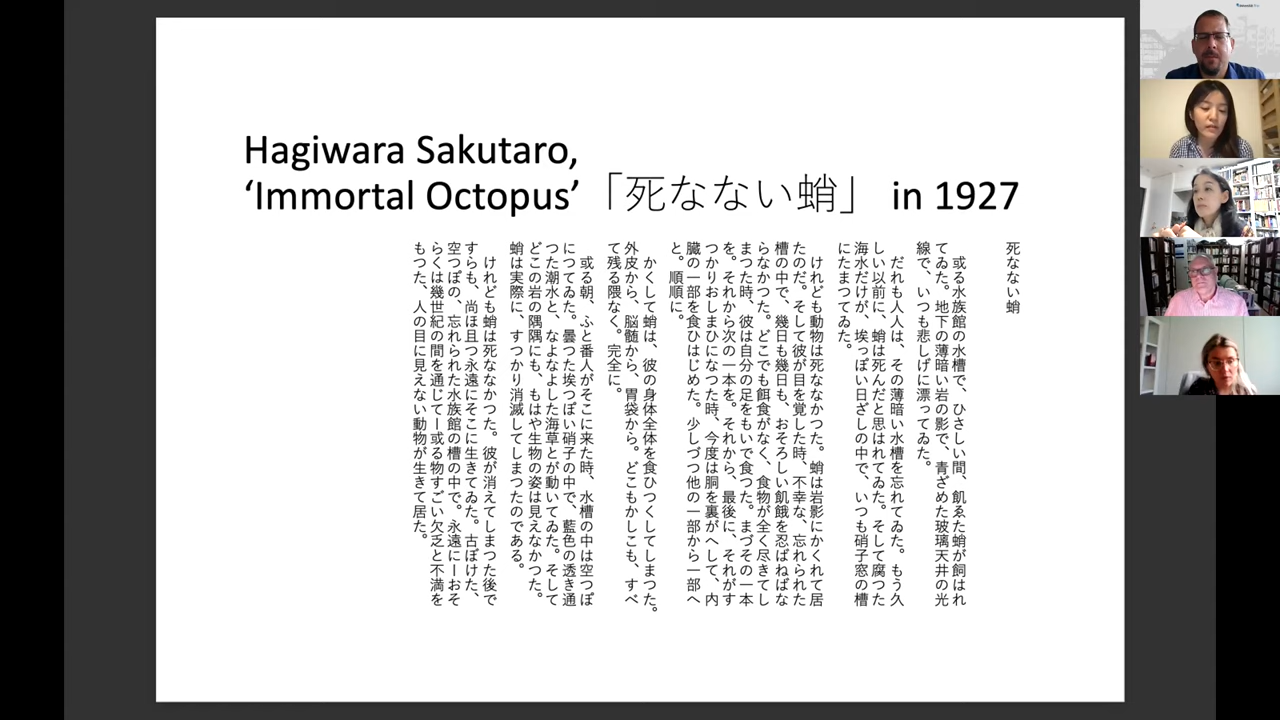 Hagiwara Sakutaro,
‘Immortal Octopus’「死なない蛸」 in 1927
死なない蛸
或る水族館の水槽で、ひさしい間、飢ゑた蛸が飼はれ
てゐた。地下の薄暗い岩の影で、青ざめた玻璃天井の光
線で、いつも悲しげに漂ってゐた。
だれも人人は、その薄暗い水槽を忘れてゐた。もう久
しい以前に、蛸は死んだと思はれてゐた。そして腐つた
海水だけが、埃っぽい日ざしの中で、いつも硝子窓の槽
にたまつてゐた。
けれども動物は死ななかつた。蛸は岩影にかくれて居
たのだ。そして彼が目を覚した時、不幸な、忘れられた
槽の中で、幾日も幾日も、おそろしい飢餓を忍ばねばな
らなかつた。どこでも餌食がなく、食物が全く尽きてし
まつた時、彼は自分の足をもいで食つた。まづその一本
を。それから次の一本を。それから、最後に、それがす
つかりおしまひになつた時、今度は胴を裏がへして、内
臓の一部を食ひはじめた。少しづつ他の一部から一部へ
と。順順に。
かくして蛸は、彼の身体全体を食ひつくしてしまつた。
外皮から、脳髄から、胃袋から。どこもかしこも、すべ
て残る隈なく。完全に。
或る朝、ふと番人がそこに来た時、水槽の中は空つぽ
につてゐた。曇つた埃つぽい硝子の中で、藍色の透き通
つた潮水と、なよなよした海草とが動いてゐた。そして
どこの岩の隅隅にも、もはや生物の姿は見えなかつた。
蛸は実際に、すつかり消滅してしまつたのである。
けれども蛸は死ななかつた。彼が消えてしまつた後で
すらも、尚ほ且つ永遠にそこに生きてゐた。古ぼけた、
空つぽの、忘れられた水族館の槽の中で。永遠にーおそ
らくは幾世紀の間を通じてー或る物すごい欠乏と不満を
もつた、人の目に見えない動物が生きて居た。